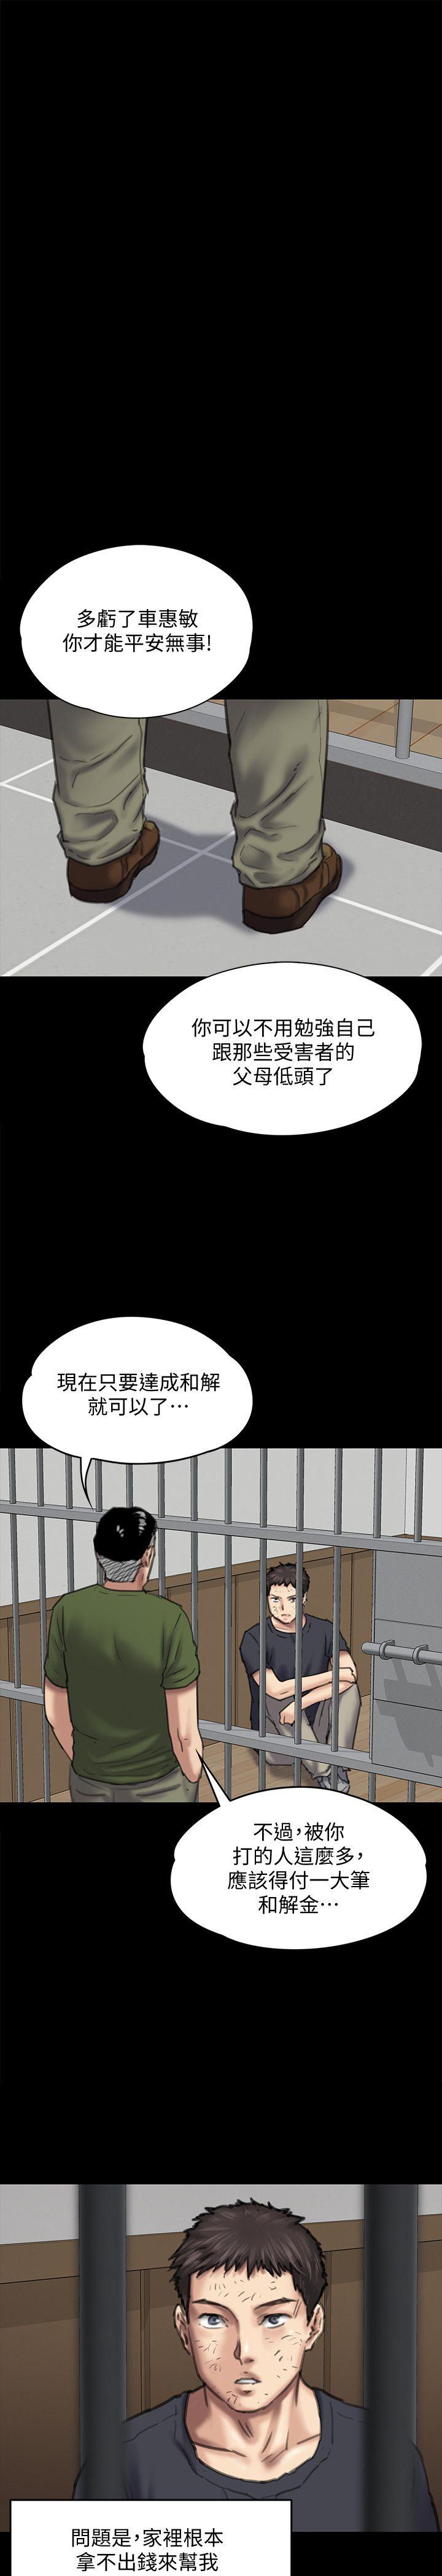 多虧了車惠敏
你才能平安無事!
你可以不用勉強自己
跟那些受害者的
父母低頭了
現在只要達成和解
就可以了…
不過,被你
打的人這麼多,
應該得付一大筆
和解金…
問題是,家裡根本
拿不出錢來幫我